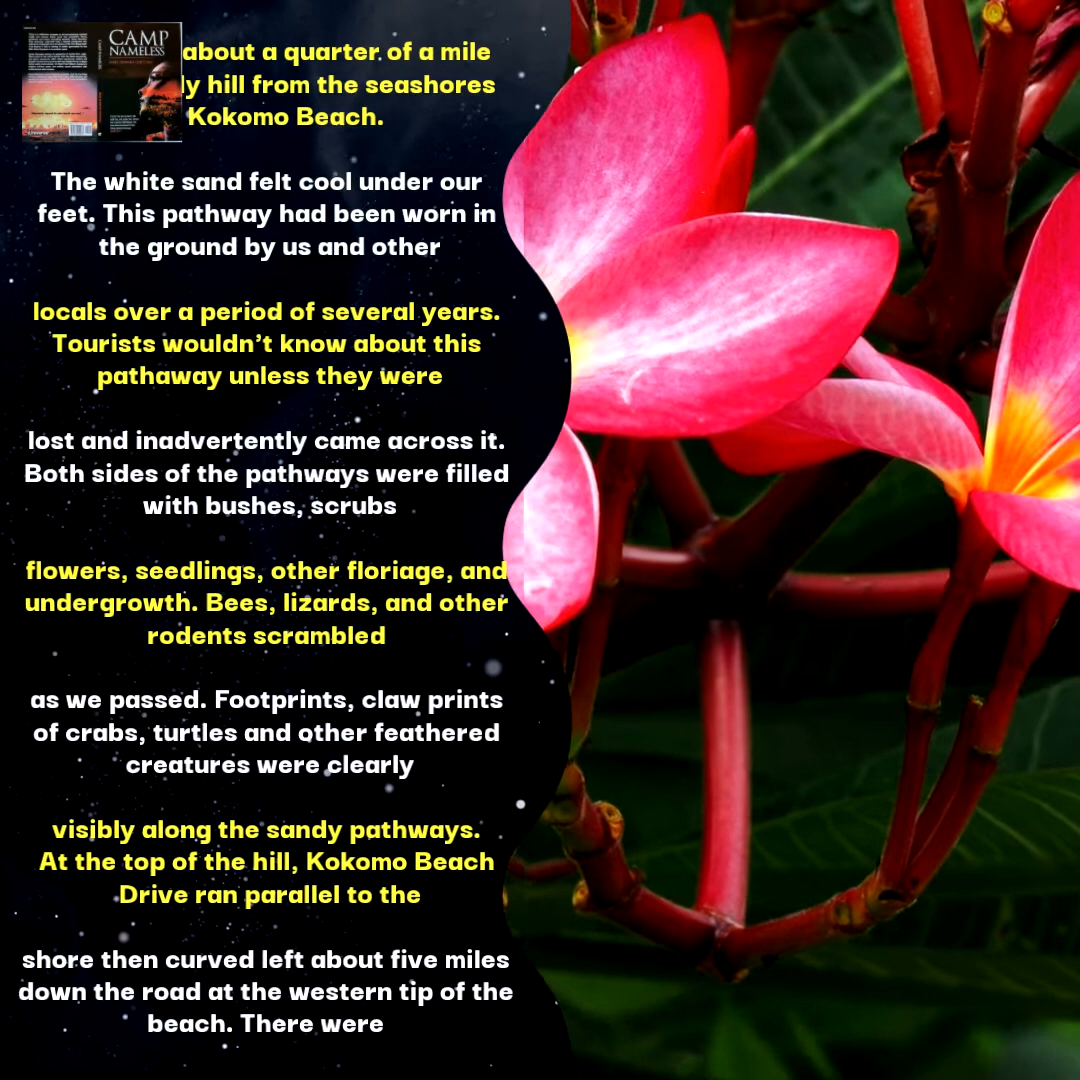 CAMP
NAMELESS
about a quarter of a mile
y hill from the seashores
Kokomo Beach.
The white sand felt cool under our
feet. This pathway had been worn in
the ground by us and other
locals over a period of several years.
Tourists wouldn't know about this
pathaway unless they were
lost and inadvertently came across it.
Both sides of the pathways were filled
with bushes, scrubs
flowers, seedlings, other floriage, and
undergrowth. Bees, lizards, and other
rodents scrambled
as we passed. Footprints, claw prints
of crabs, turtles and other feathered
creatures were clearly
visibly along the sandy pathways.
At the top of the hill, Kokomo Beach
Drive ran parallel to the
shore then curved left about five miles
down the road at the western tip of the
beach. There were